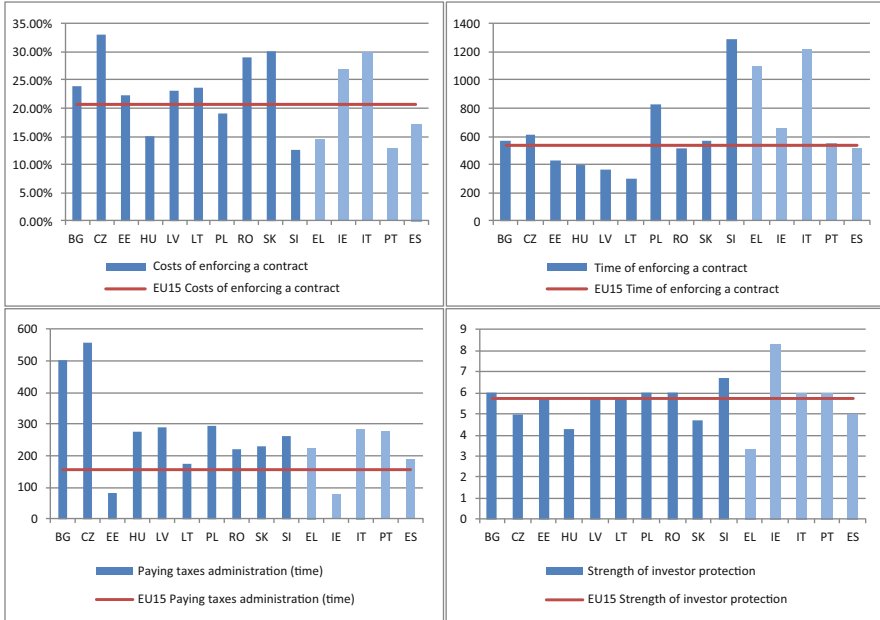 35.00%
30.00%
25.00%
20.00%
15.00%
10.00%
5.00%
0.00%
BG CZ EE HU LV LT PL RO SK SI EL IE IT PT ES
Costs of enforcing a contract
EU15 Costs of enforcing a contract
1400
1200
1000
800
600
400
200
0
BG CZ EE HU LV LT PL RO SK SI EL IE IT PT ES
Time of enforcing a contract
EU15 Time of enforcing a contract
600
500
400
300
200
100
0
BG CZ EE HU LV LT PL RO SK SI EL IE IT PT ES
Paying taxes administration (time)
EU15 Paying taxes administration (time)
9
8
7
6
5
4
3
2
1
0
BG CZ EE HU LV LT PL RO SK SI EL IE IT PT ES
Strength of investor protection
EU15 Strength of investor protection